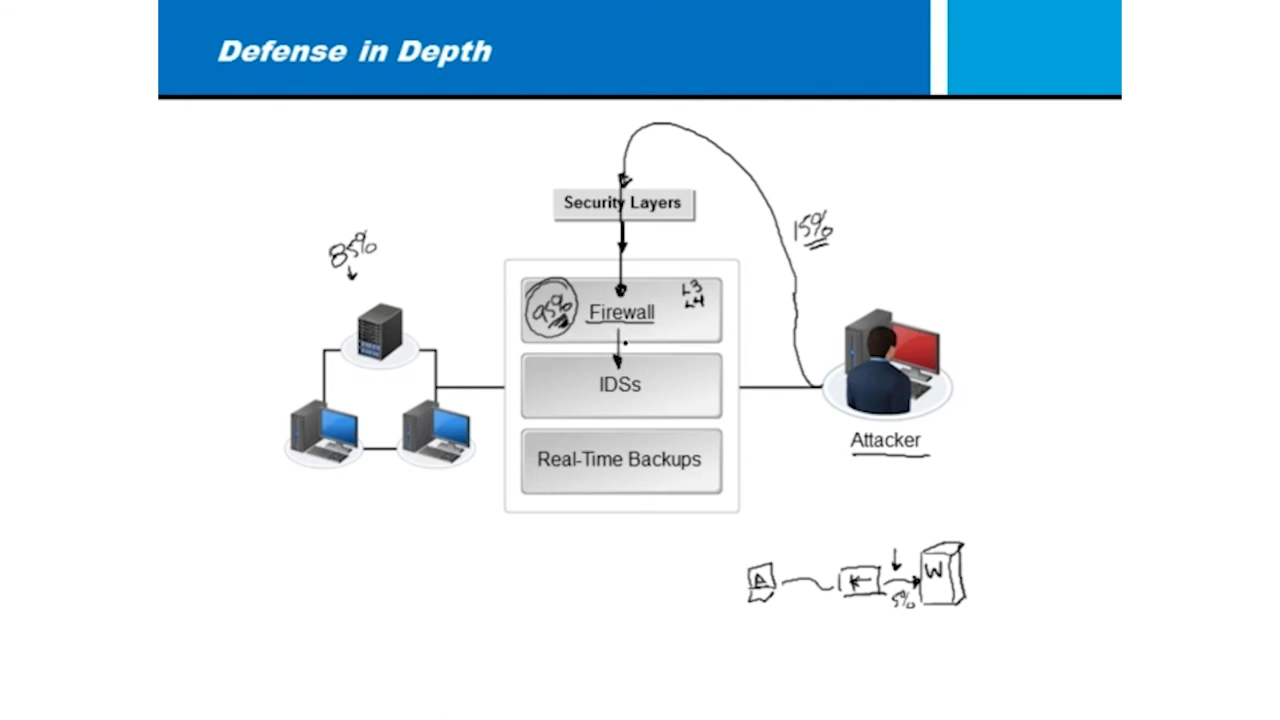 Defense in Depth
Security Layers
15%
85%
95%
Firewall
L3
L4
IDSs
Attacker
Real-Time Backups
A
W
5%